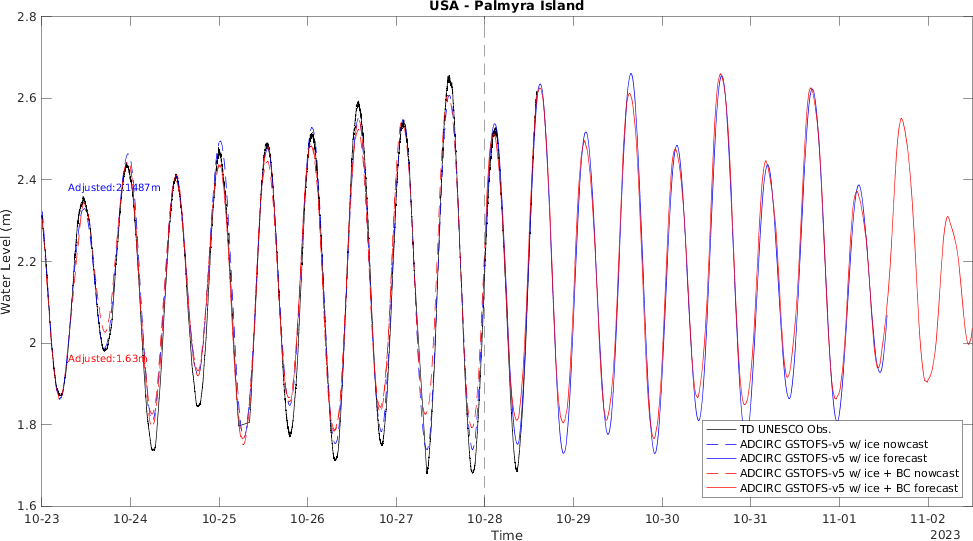 USA - Palmyra Island
2.8
2.6
2.4
2.2
2
1.8
1.6
Water Level (m)
Adjusted:2.1487m
Adjusted:1.63m
TD UNESCO Obs.
ADCIRC GSTOFS-v5 w/ ice nowcast
ADCIRC GSTOFS-v5 w/ ice forecast
ADCIRC GSTOFS-v5 w/ ice + BC nowcast
ADCIRC GSTOFS-v5 w/ ice + BC forecast
10-23 10-24 10-25 10-26 10-27 10-28 10-29 10-30 10-31 11-01 11-02
Time
2023